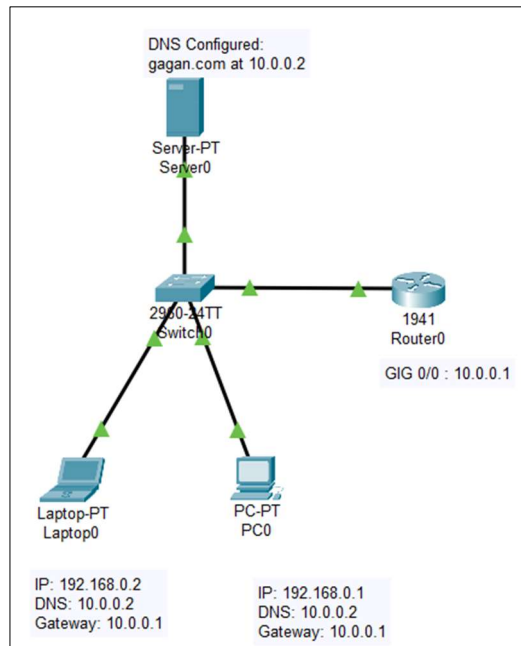 DNS Configured:
gagan.com at 10.0.0.2
Server-PT
Server0
2960-24TT
Switch0
1941
Router0
GIG 0/0 : 10.0.0.1
Laptop-PT
Laptop0
PC-PT
PC0
IP: 192.168.0.2
DNS: 10.0.0.2
Gateway: 10.0.0.1
IP: 192.168.0.1
DNS: 10.0.0.2
Gateway: 10.0.0.1